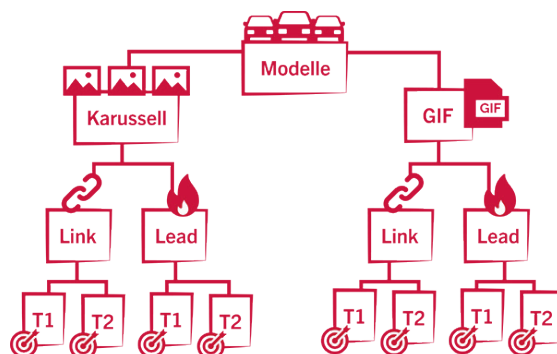 Modelle
Karussell
GIF
GIF
Link
Lead
Link
Lead
T1
T2
T1
T2
T1
T2
T1
T2